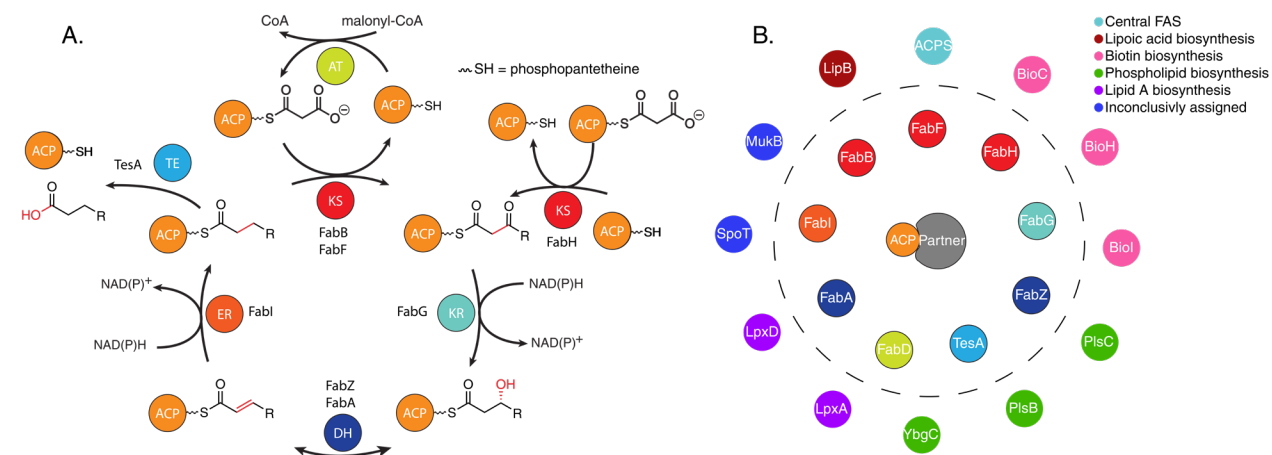 A.
CoA
malonyl-CoA
AT
SH = phosphopantetheine
ACP
S
O
O
O⊖
ACP
SH
ACP
SH
ACP
S
O
O
O⊖
ACP
SH
TesA
TE
KS
FabB
FabF
KS
FabH
ACP
SH
O
HO
R
ACP
S
O
R
ACP
S
O
O
R
NAD(P)+
ER
FabI
NAD(P)H
FabG
KR
NAD(P)H
NAD(P)+
ACP
S
O
R
FabZ
FabA
DH
ACP
S
O
OH
R
B.
Central FAS
Lipoic acid biosynthesis
Biotin biosynthesis
Phospholipid biosynthesis
Lipid A biosynthesis
Inconclusivly assigned
ACPS
LipB
BioC
MukB
FabF
FabB
FabH
BioH
SpoT
FabI
ACP
Partner
FabG
BioI
FabA
FabZ
LpxD
FabD
TesA
PlsC
LpxA
YbgC
PlsB